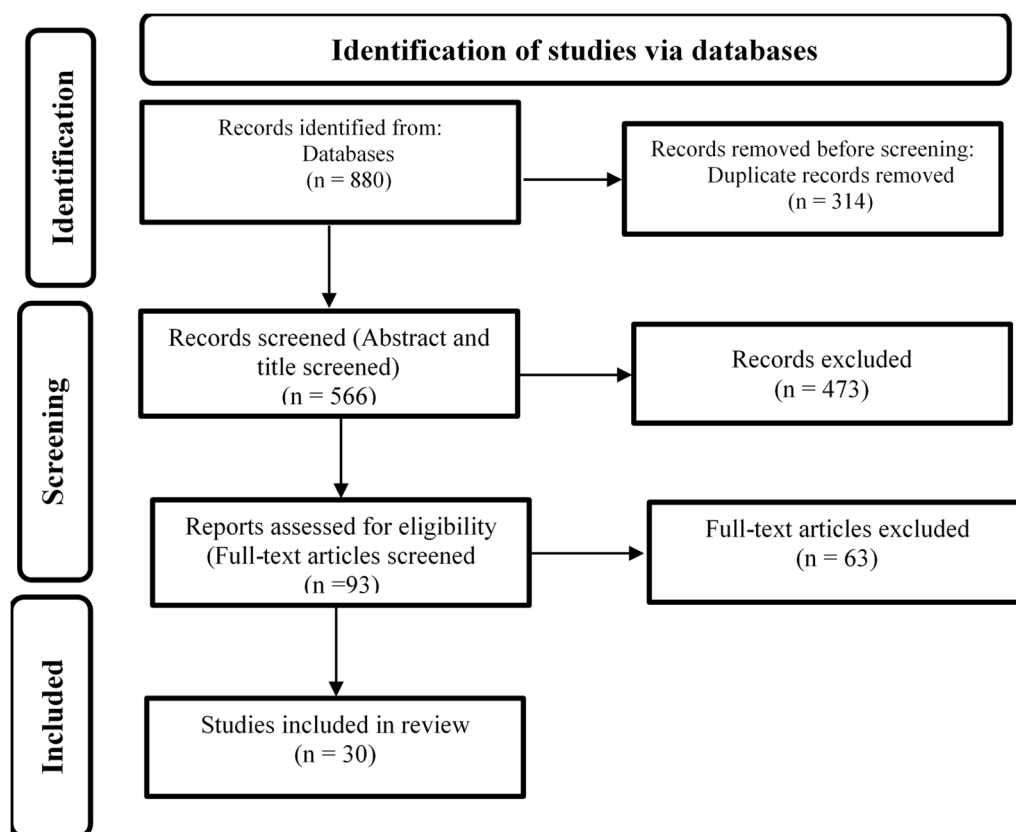 Identification of studies via databases
Identification
Records identified from:
Databases
(n = 880)
Records removed before screening:
Duplicate records removed
(n = 314)
Screening
Records screened (Abstract and
title screened)
(n = 566)
Records excluded
(n = 473)
Reports assessed for eligibility
(Full-text articles screened
(n =93)
Full-text articles excluded
(n = 63)
Included
Studies included in review
(n = 30)